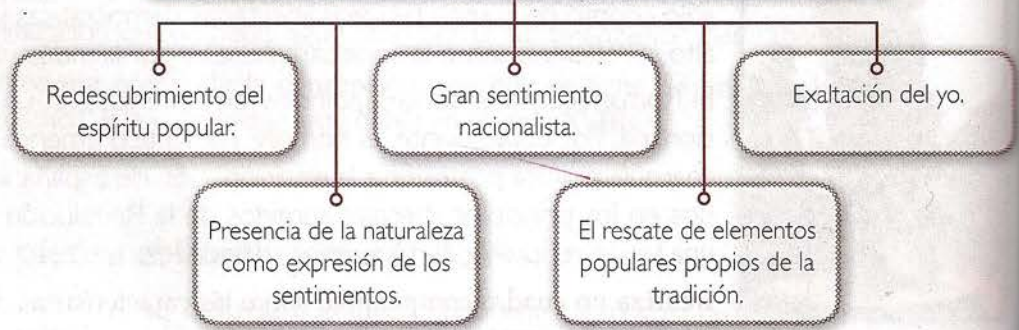 Redescubrimiento del
espíritu popular.
Gran sentimiento
nacionalista.
Exaltación del yo.
Presencia de la naturaleza
como expresión de los
sentimientos.
El rescate de elementos
populares propios de la
tradición.